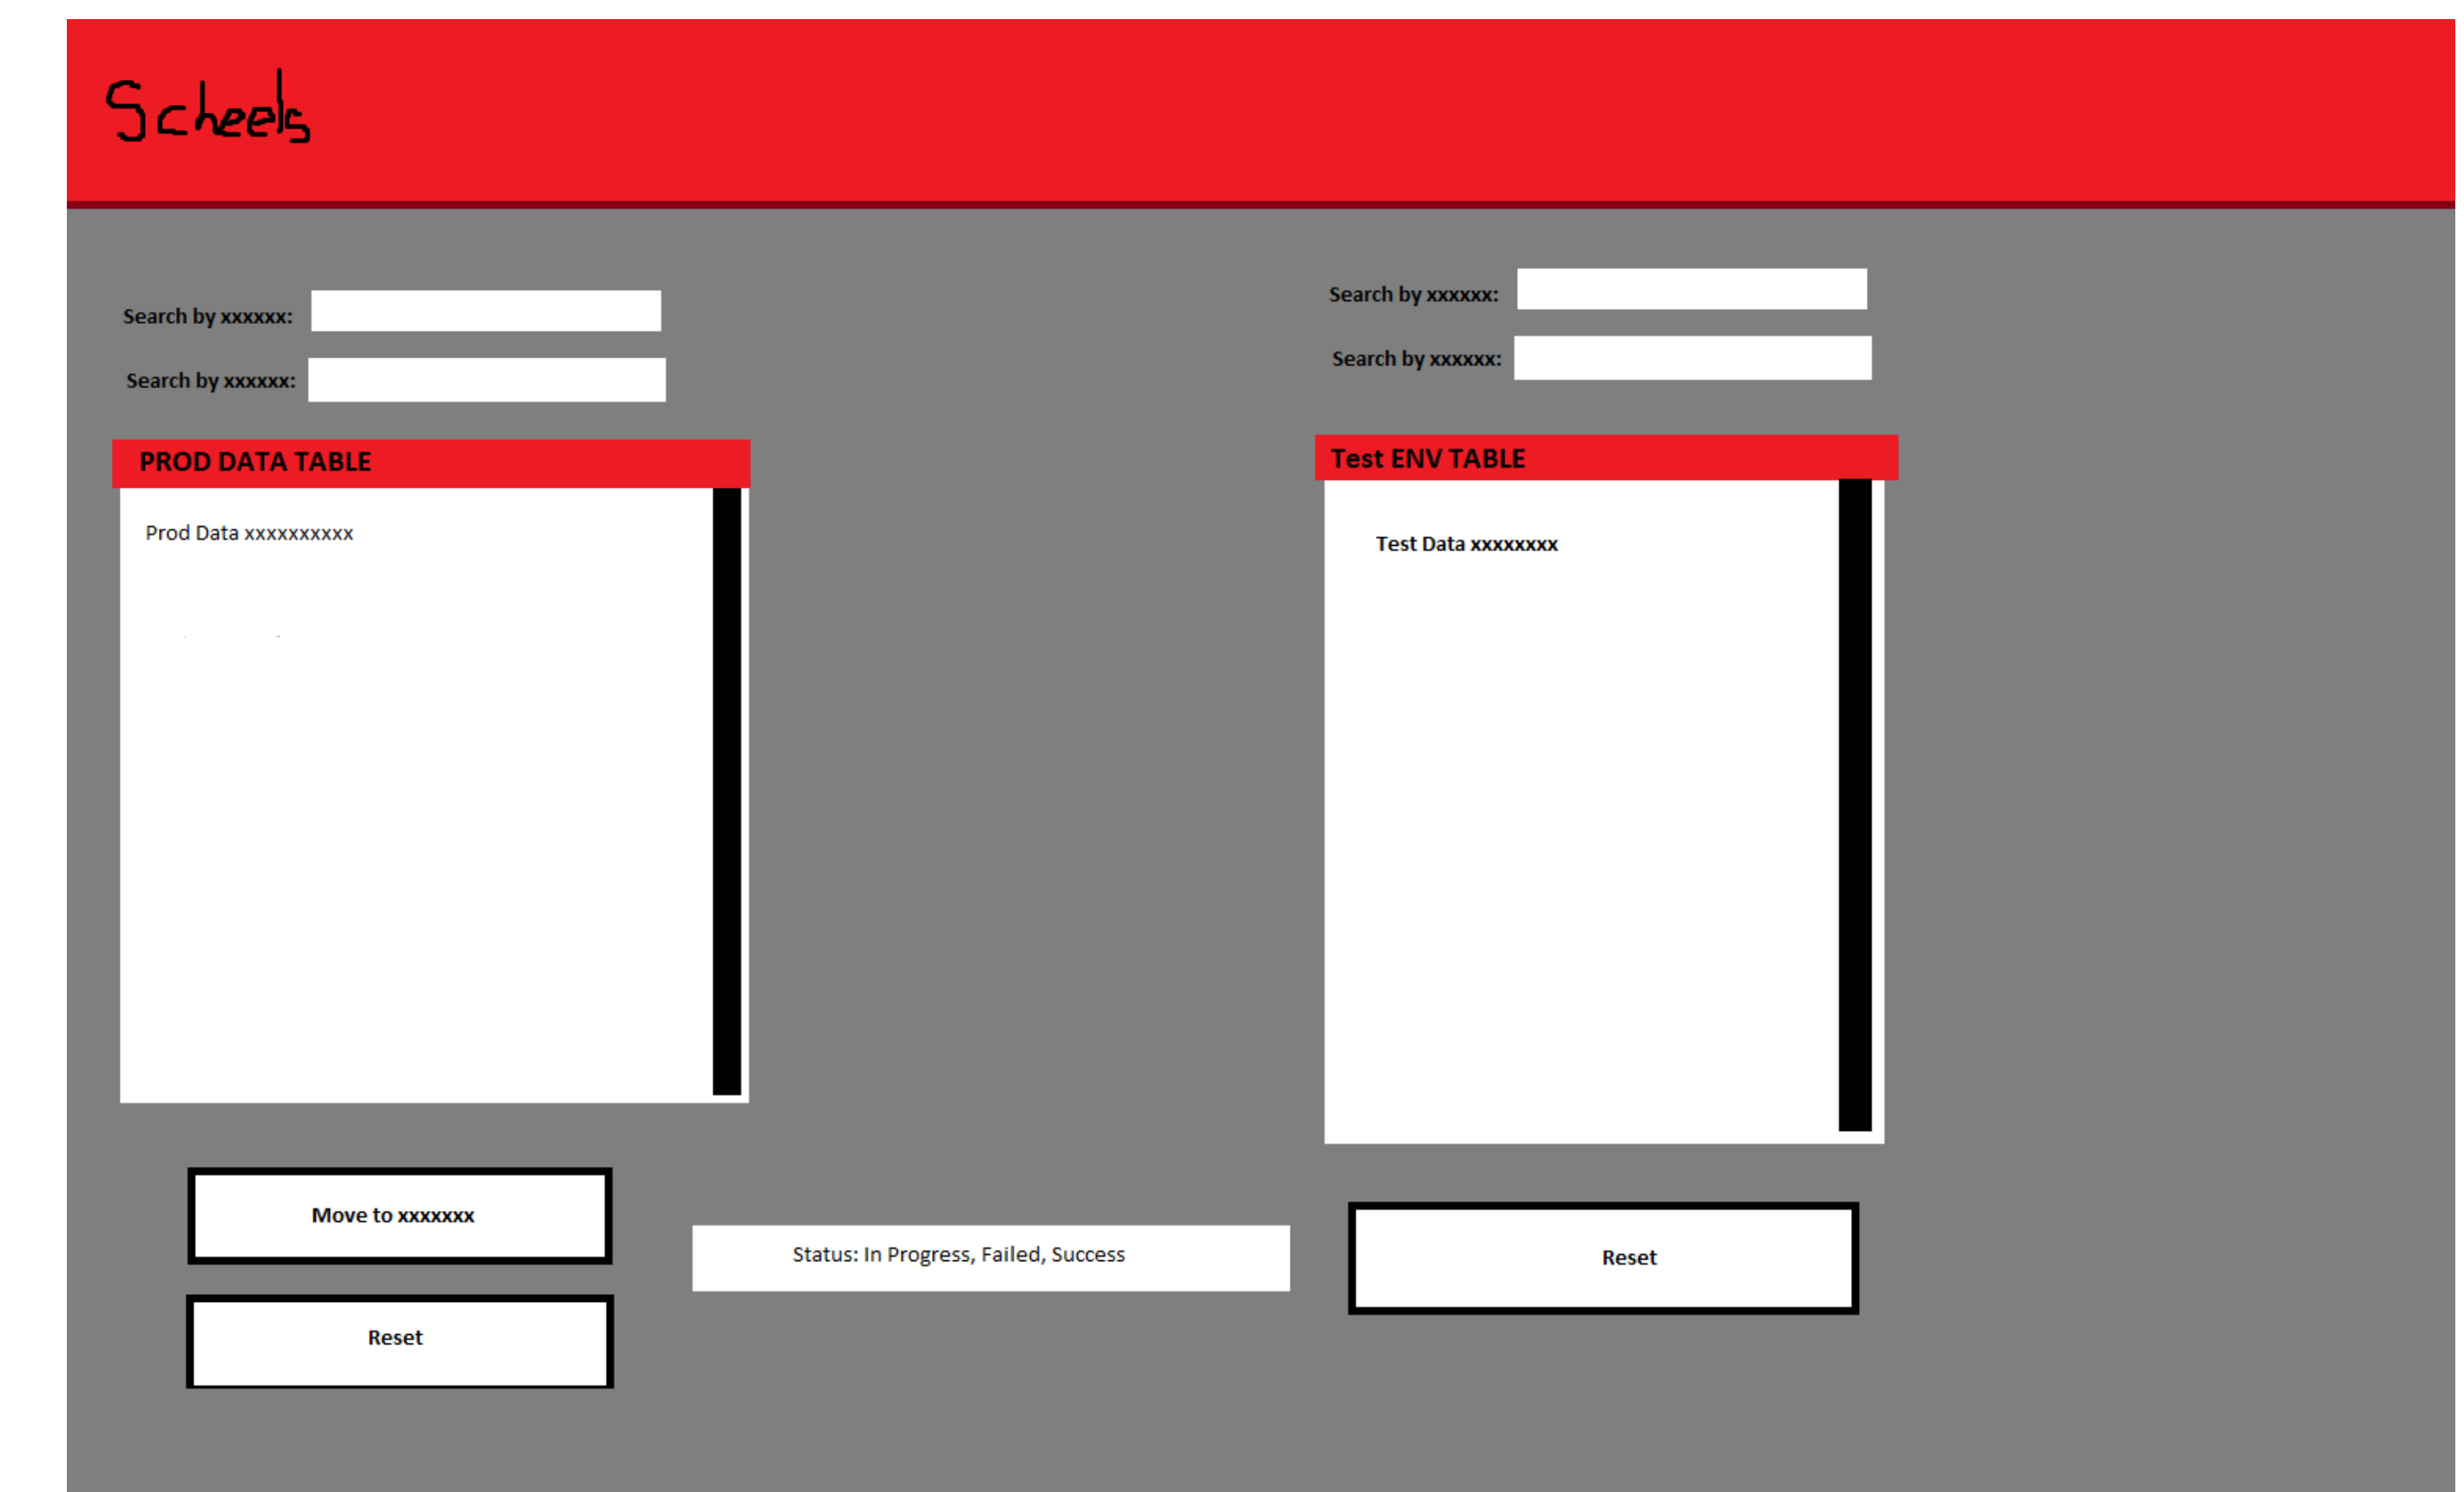 Scheels
Search by xxxxxx:
Search by xxxxxx:
PROD DATA TABLE
Prod Data xxxxxxxxxx
Move to xxxxxxx
Reset
Status: In Progress, Failed, Success
Search by xxxxxx:
Search by xxxxxx:
Test ENV TABLE
Test Data xxxxxxxx
Reset